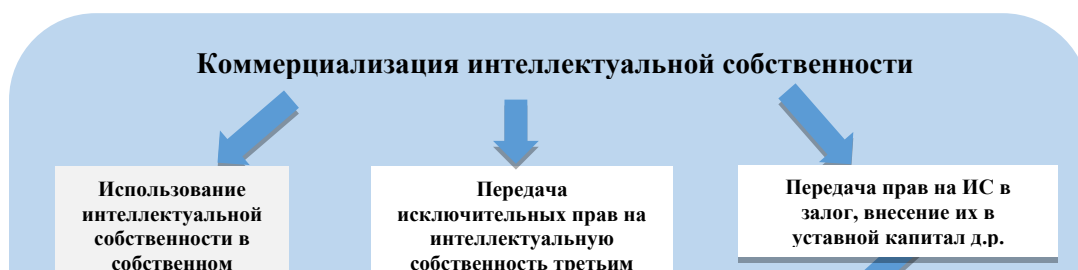 Коммерциализация интеллектуальной собственности
Использование
интеллектуальной
собственности в
собственном
Передача
исключительных прав на
интеллектуальную
собственность третьим
Передача прав на ИС в
залог, внесение их в
уставной капитал д.р.